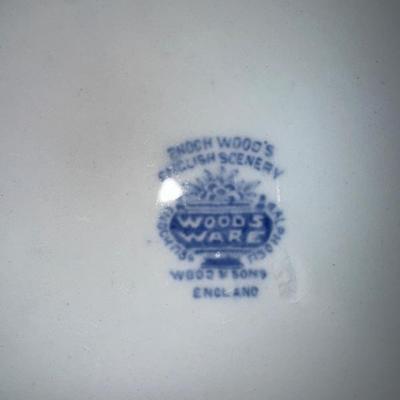 ENOCH WOOD'S
ENGLISH SCENERY
WOOD'S
WARE
WOOD & SONS
ENGLAND